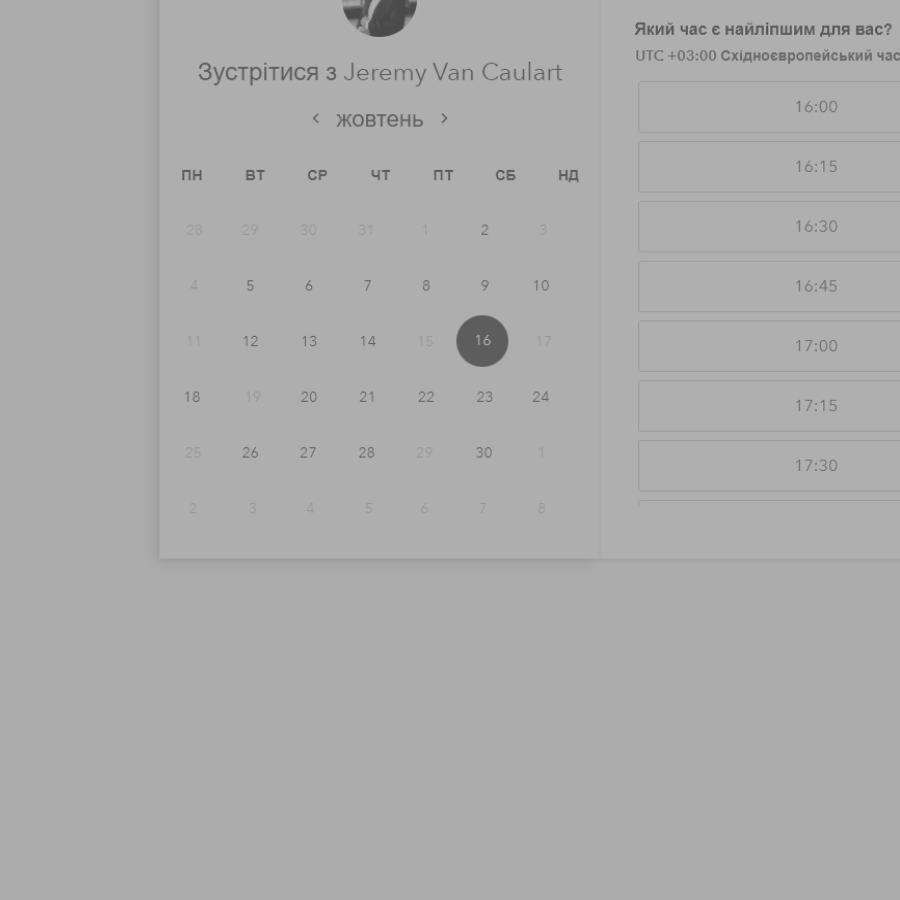 Зустрітися з Jeremy Van Caulart
жовтень
ПН ВТ СР ЧТ ПТ СБ НД
28 29 30 31 1 2 3
4 5 6 7 8 9 10
11 12 13 14 15 16 17
18 19 20 21 22 23 24
25 26 27 28 29 30 1
2 3 4 5 6 7 8
Який час є найліпшим для вас?
UTC +03:00 Східноєвропейський час
16:00
16:15
16:30
16:45
17:00
17:15
17:30